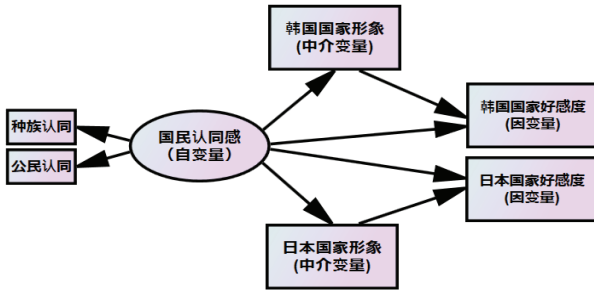 韩国国家形象
(中介变量)
种族认同
公民认同
国民认同感
（自变量）
韩国国家好感度
(因变量)
日本国家好感度
(因变量)
日本国家形象
(中介变量)